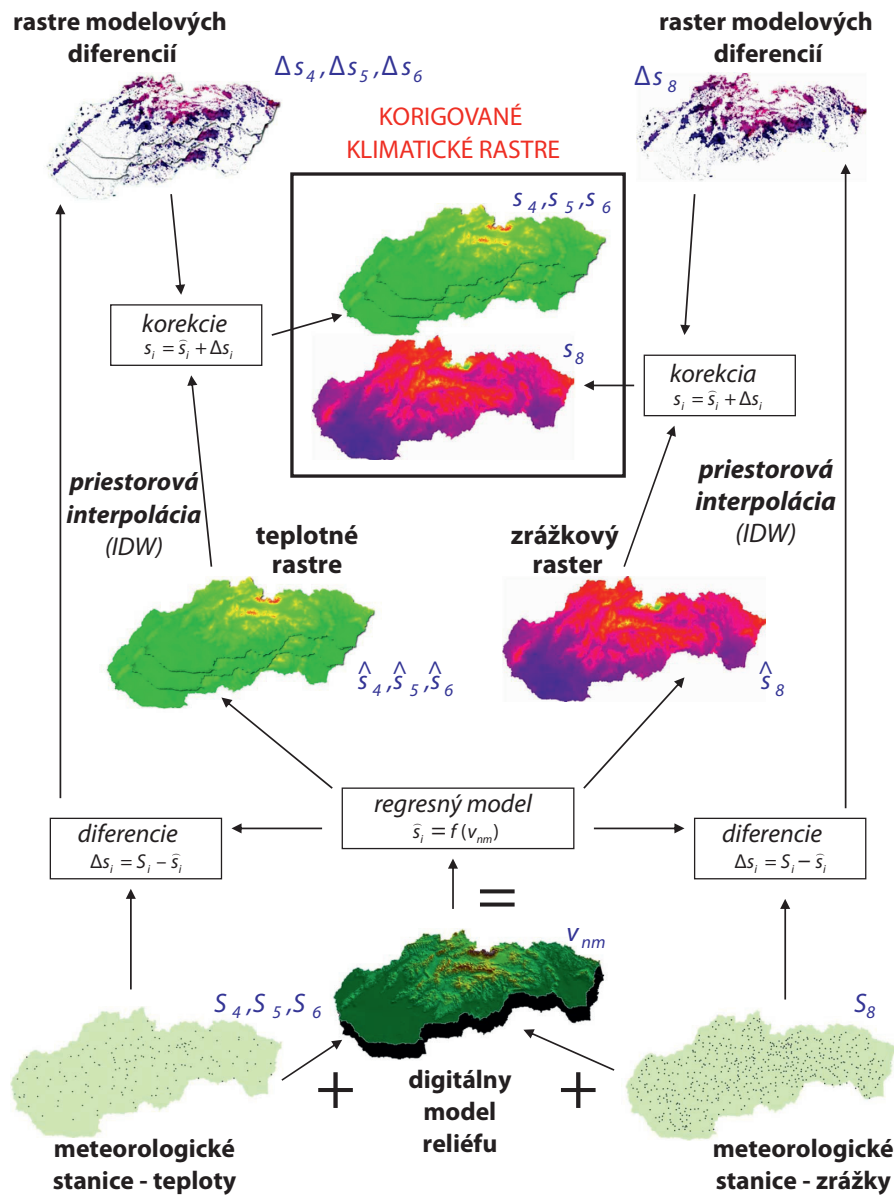 rastre modelových
diferencií
Δs₄,Δs₅,Δs₆
raster modelových
diferencií
Δs₈
KORIGOVANÉ
KLIMATICKÉ RASTRE
s₄,s₅,s₆
korekcie
sᵢ = ŝᵢ + Δsᵢ
s₈
korekcia
sᵢ = ŝᵢ + Δsᵢ
priestorová
interpolácia
(IDW)
priestorová
interpolácia
(IDW)
teplotné
rastre
zrážkový
raster
ŝ₄,ŝ₅,ŝ₆
ŝ₈
regresný model
ŝᵢ = f(vₙₘ)
diferencie
Δsᵢ = Sᵢ – ŝᵢ
diferencie
Δsᵢ = Sᵢ – ŝᵢ
=
vₙₘ
S₄,S₅,S₆
S₈
+
digitálny
model
reliéfu
+
meteorologické
stanice - teploty
meteorologické
stanice - zrážky